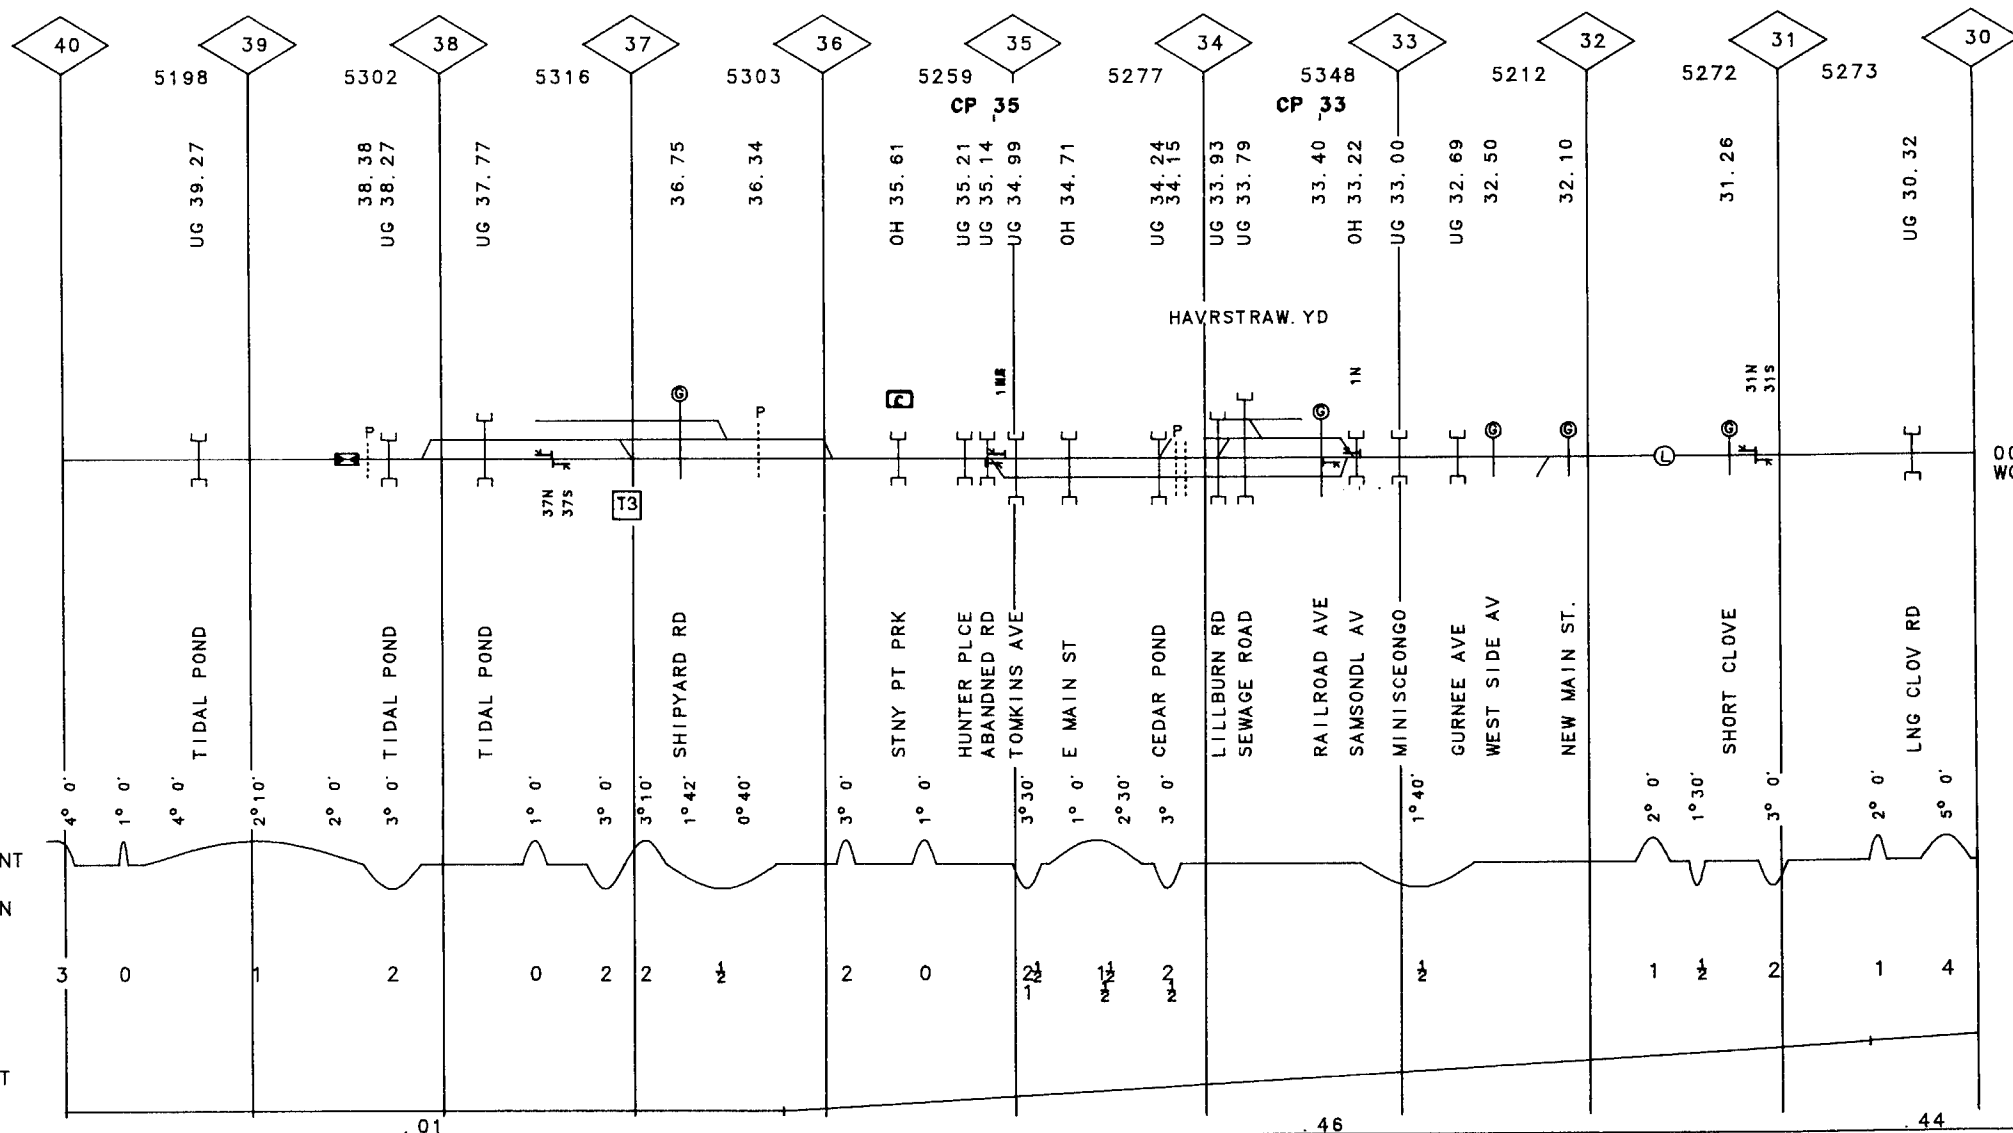 40 39 38 37 36 35 34 33 32 31 30
5198 5302 5316 5303 5259 5277 5348 5212 5272 5273
CP 35 CP 33
UG 39.27
38.38
UG 38.27
UG 37.77
36.75
36.34
OH 35.61
UG 35.21
UG 35.14
UG 34.99
OH 34.71
UG 34.24
34.15
UG 33.93
UG 33.79
33.40
OH 33.22
UG 33.00
UG 32.69
32.50
32.10
31.26
UG 30.32
HAVRSTRAW. YD
1N
31N
31S
G
P
P
G
P
G
G
G
L
G
37N
37S
T3
TIDAL POND
TIDAL POND
TIDAL POND
SHIPYARD RD
STNY PT PRK
HUNTER PLCE
ABANDNED RD
TOMKINS AVE
E MAIN ST
CEDAR POND
LILLBURN RD
SEWAGE ROAD
RAILROAD AVE
SAMSONDL AV
MINISCEONGO
GURNEE AVE
WEST SIDE AV
NEW MAIN ST.
SHORT CLOVE
LNG CLOV RD
4° 0'
1° 0'
4° 0'
2°10'
2° 0'
3° 0'
1° 0'
3° 0'
3°10'
1°42'
0°40'
3° 0'
1° 0'
3°30'
1° 0'
2°30'
3° 0'
1°40'
2° 0'
1°30'
3° 0'
2° 0'
5° 0'
NT
N
3 0 1 2 0 2 2 ½ 2 0 2½ 1½ 2 ½ 1 ½ 2 1 4
1 ½ ½
T
.01 .46 .44